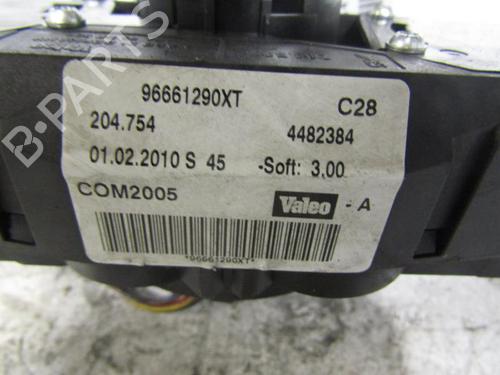 96661290XT C28
204.754 4482384
01.02.2010 S 45 -Soft: 3,00
COM2005 Valeo - A
*96661290XT*
B-PARTS